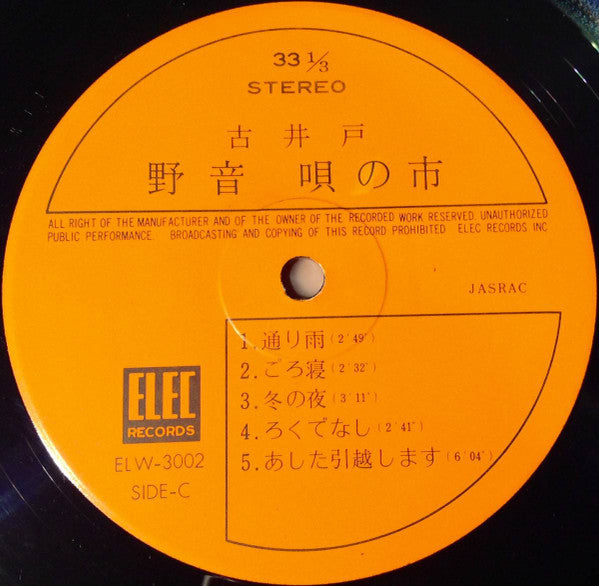 33 1/3
STEREO
古井戸
野音 唄の市
ALL RIGHT OF THE MANUFACTURER AND OF THE OWNER OF THE RECORDED WORK RESERVED. UNAUTHORIZED
PUBLIC PERFORMANCE. BROADCASTING AND COPYING OF THIS RECORD PROHIBITED ELEC RECORDS INC
JASRAC
1.通り雨(2'49")
2.ごろ寝(2'32")
3.冬の夜(3'11")
4.ろくでなし(2'41")
5.あした引越します(6'04")
ELEC
RECORDS
ELW-3002
SIDE-C